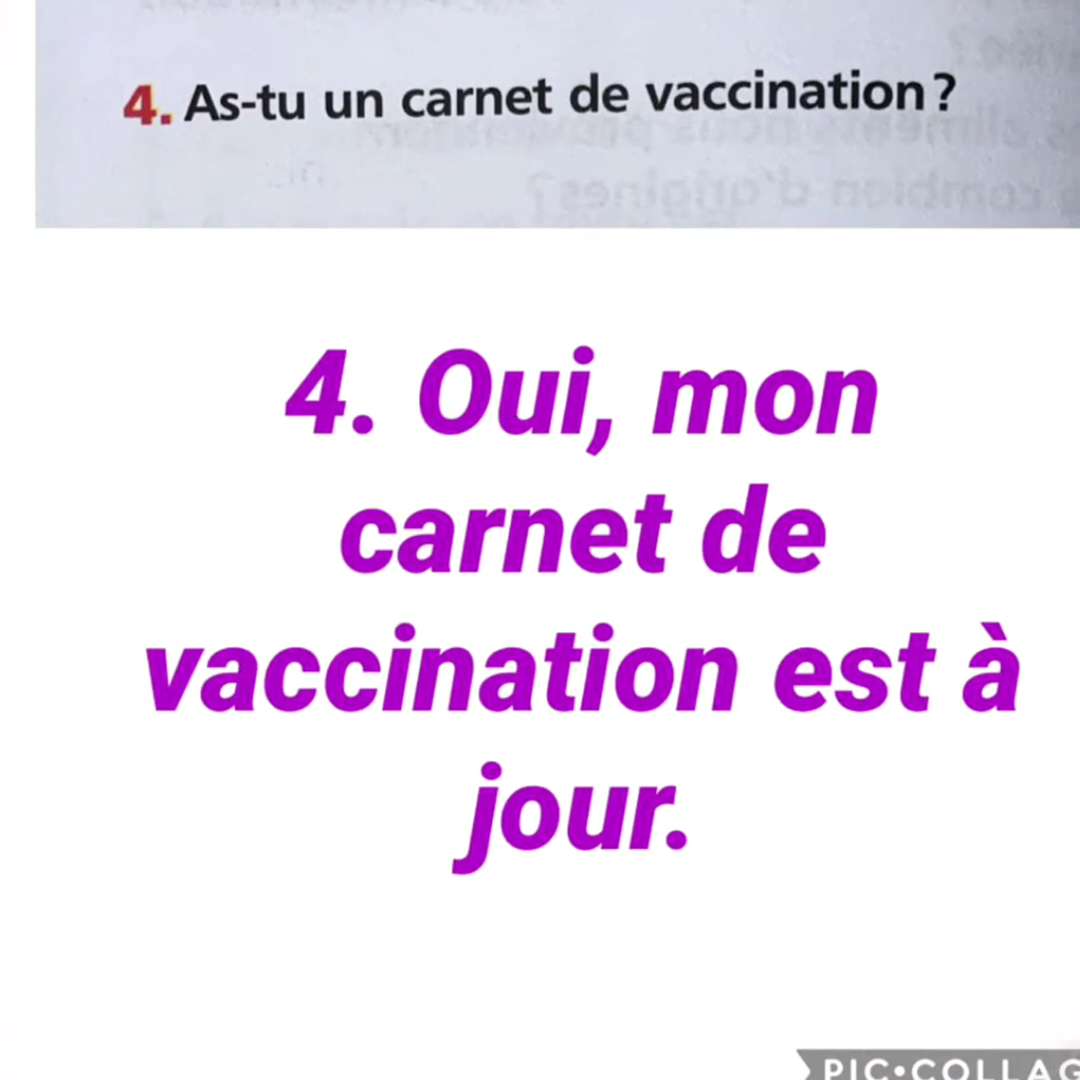 4. As-tu un carnet de vaccination ?
4. Oui, mon
carnet de
vaccination est à
jour.
PIC•COLLAG